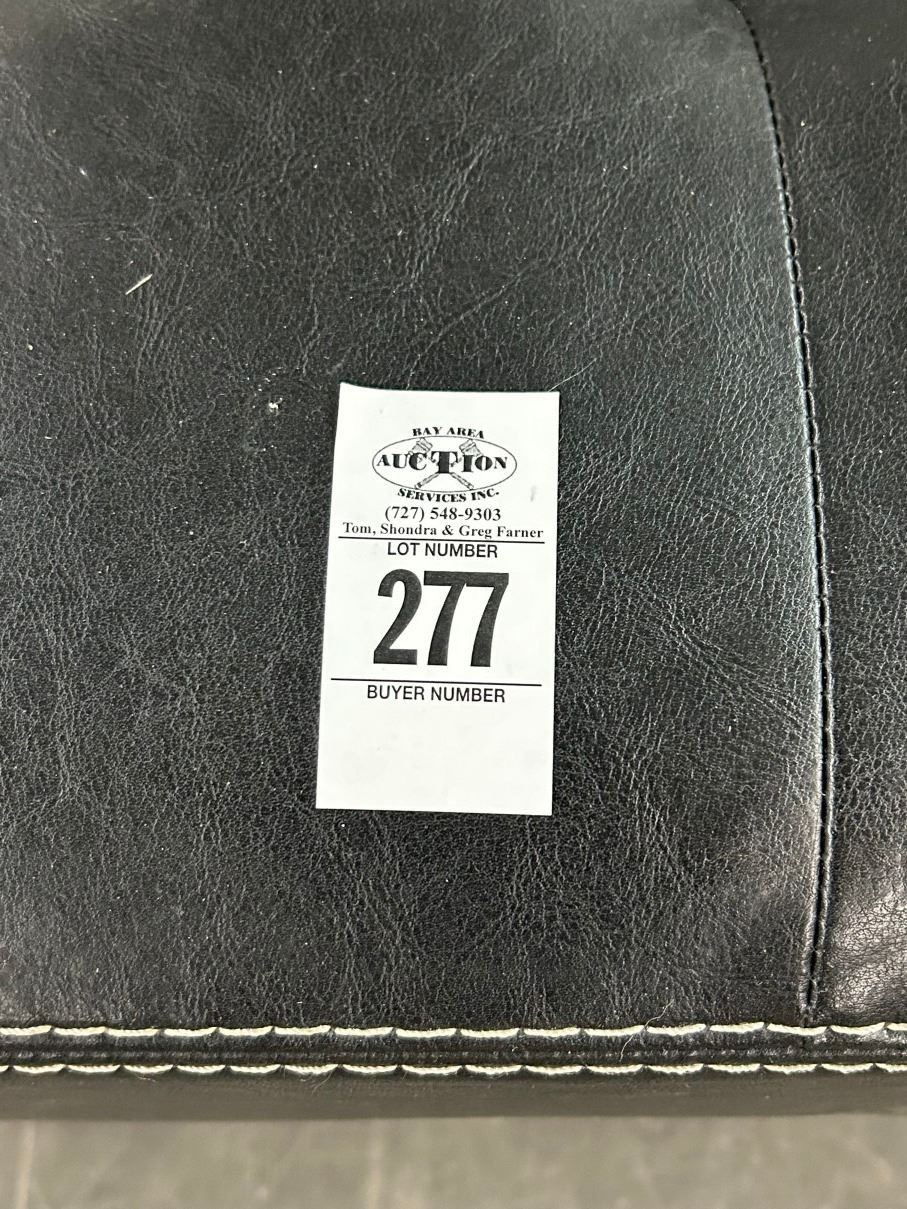 BAY AREA
AUCTION
SERVICES INC.
(727) 548-9303
Tom, Shondra & Greg Farner
LOT NUMBER
277
BUYER NUMBER